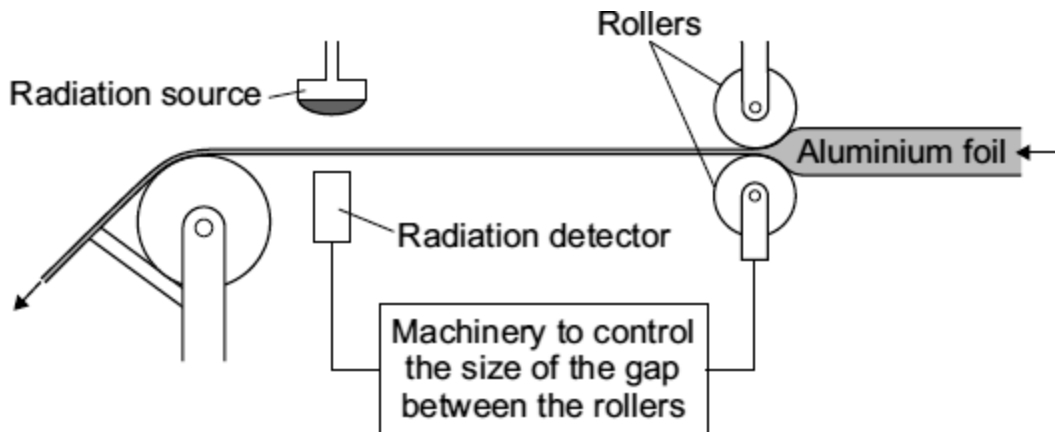 Rollers
Radiation source
Aluminium foil
Radiation detector
Machinery to control
the size of the gap
between the rollers